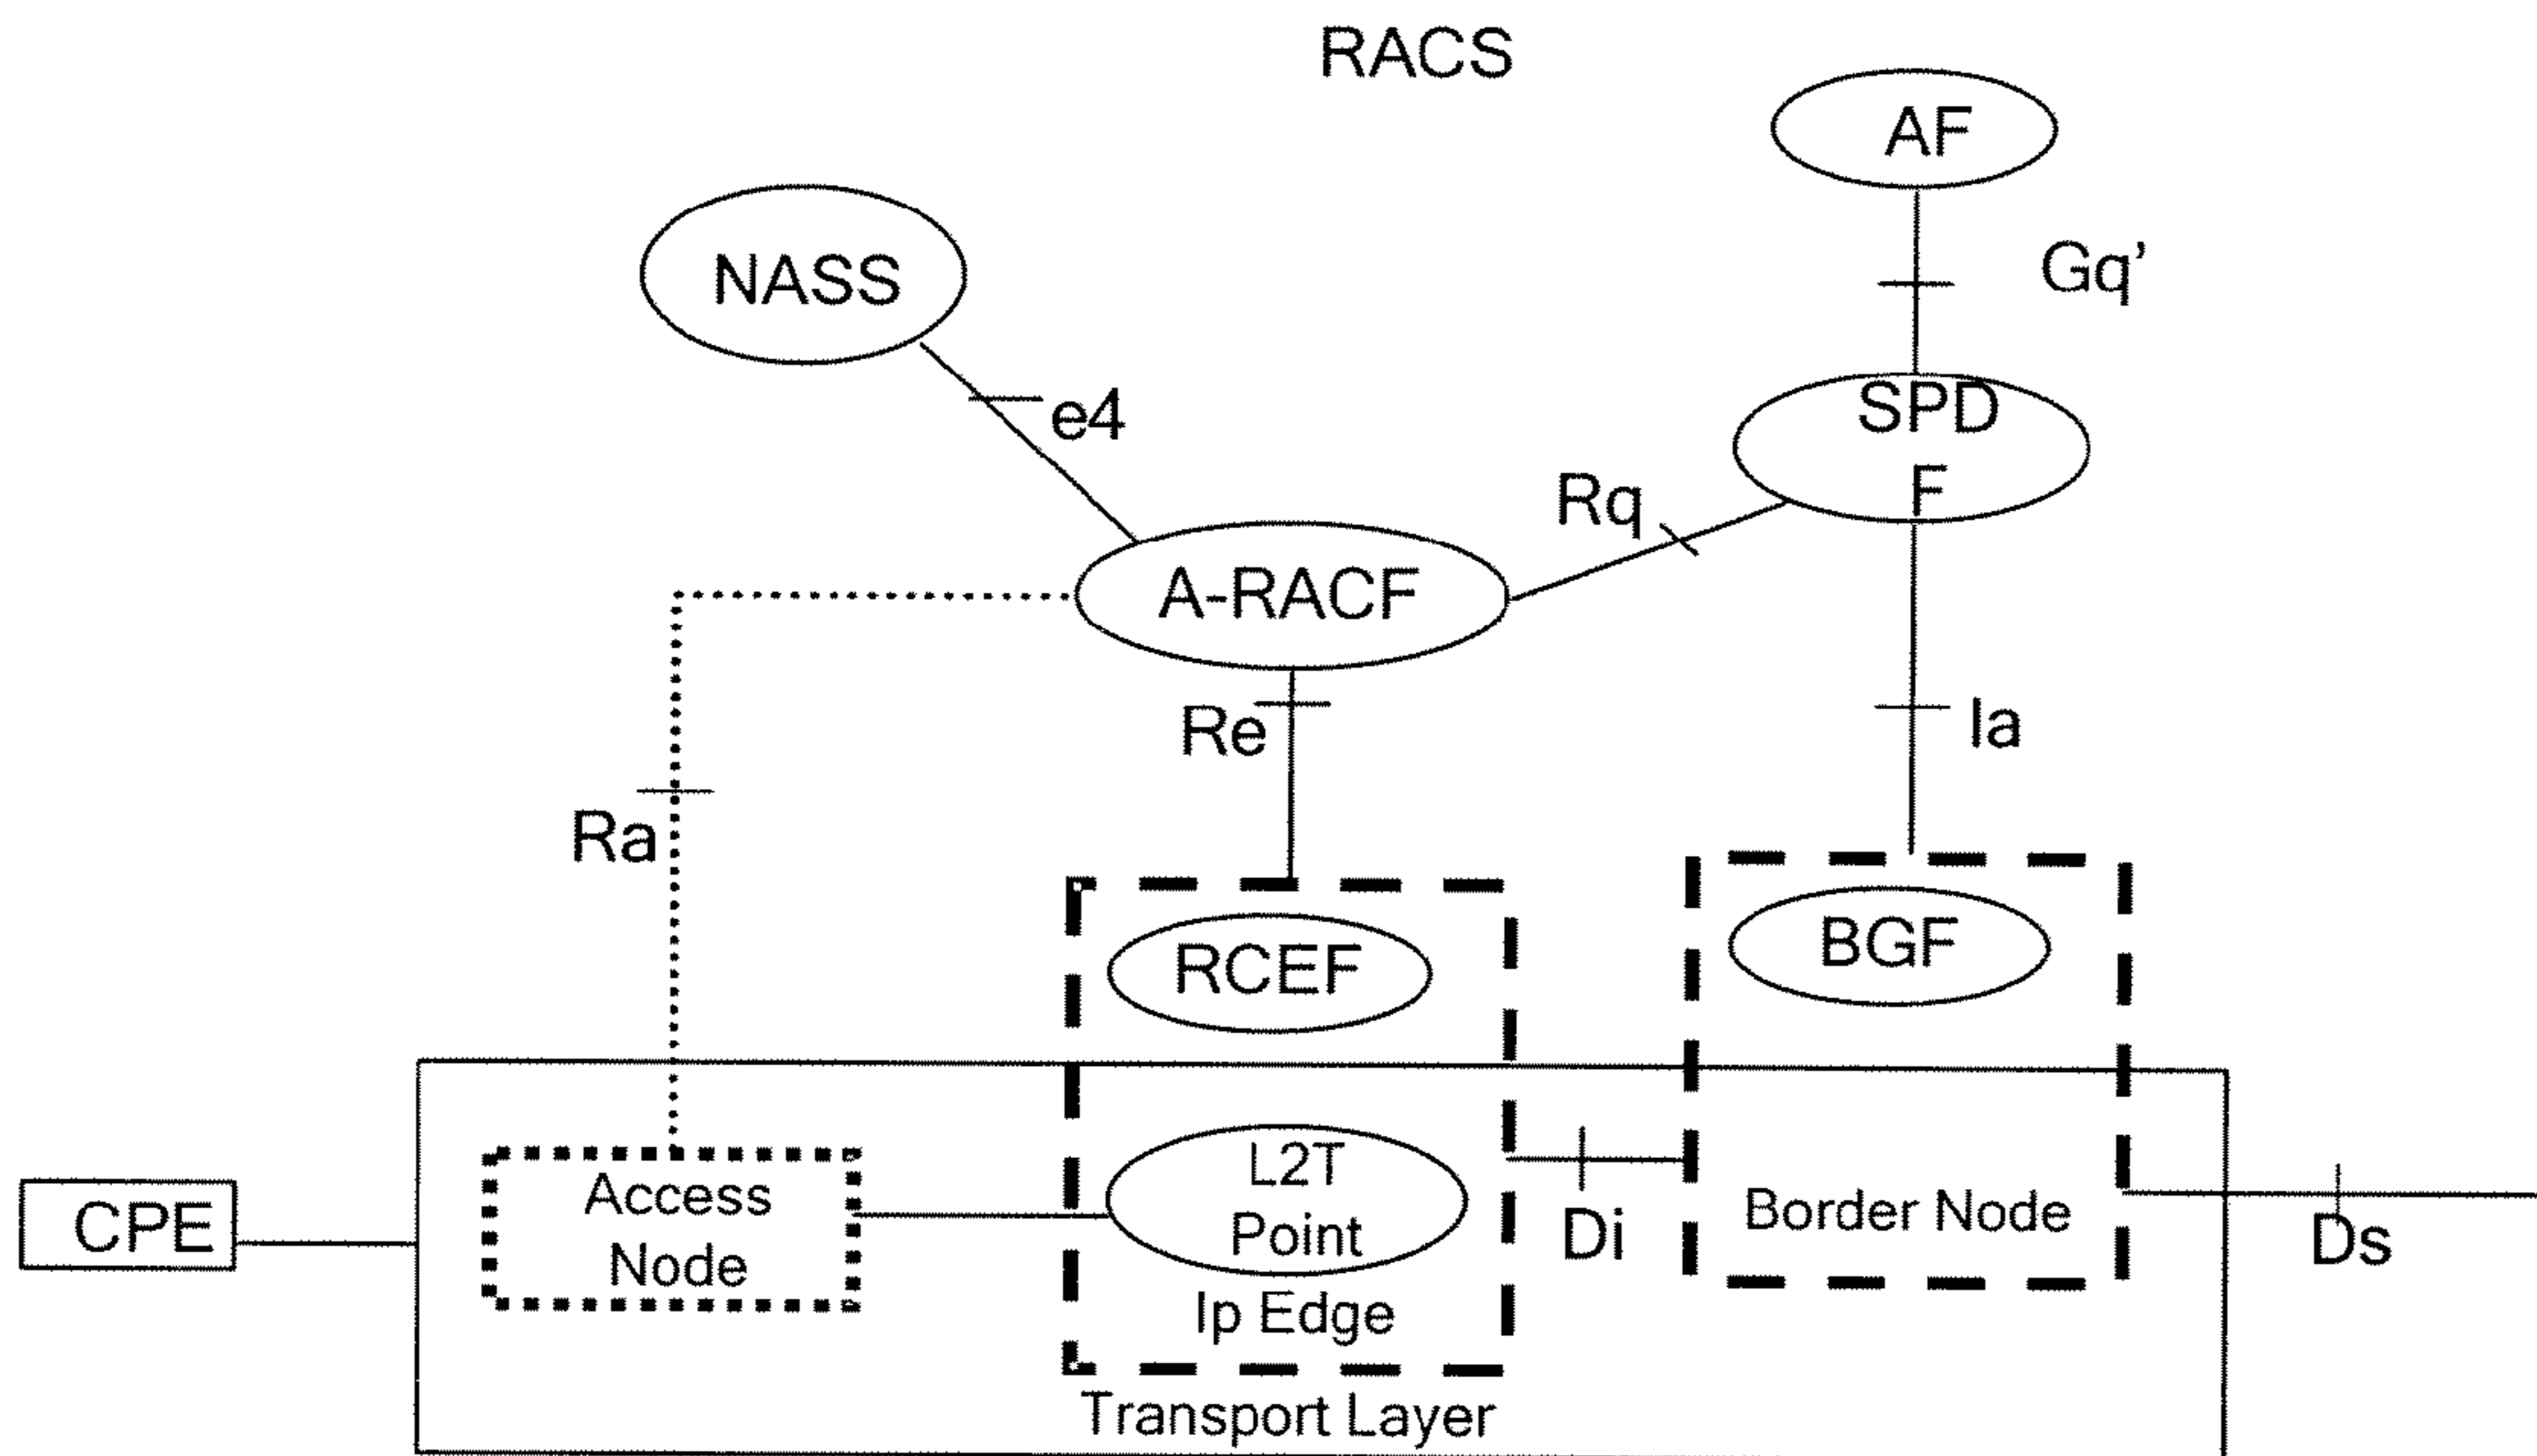 RACS
AF
NASS
Gq’
e4
SPD
F
Rq
A-RACF
Re
Ia
Ra
RCEF
BGF
CPE
Access
Node
L2T
Point
Ip Edge
Di
Border Node
Ds
Transport Layer